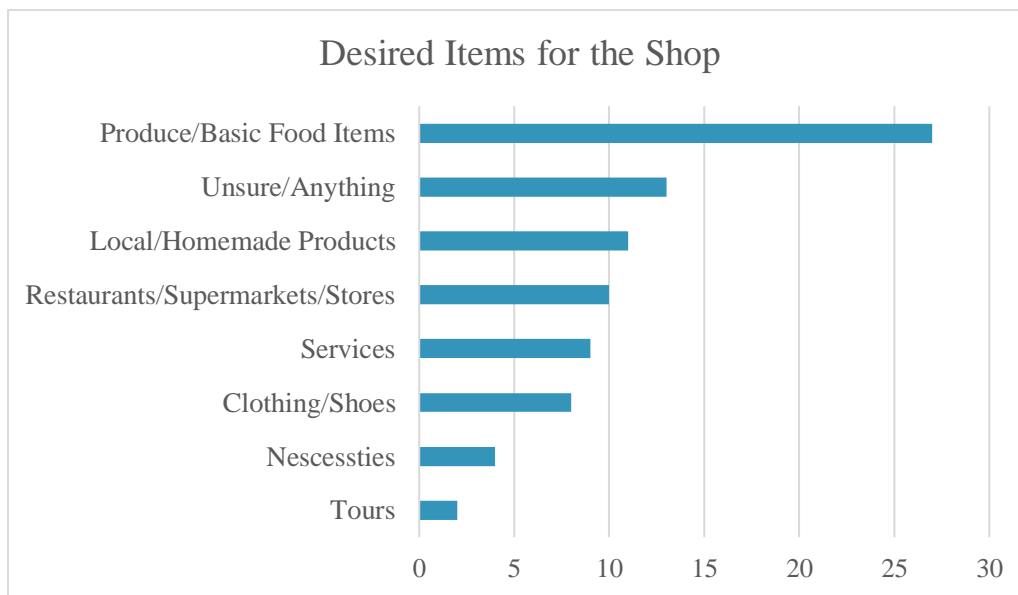 Desired Items for the Shop
Produce/Basic Food Items
Unsure/Anything
Local/Homemade Products
Restaurants/Supermarkets/Stores
Services
Clothing/Shoes
Nescessties
Tours
0 5 10 15 20 25 30